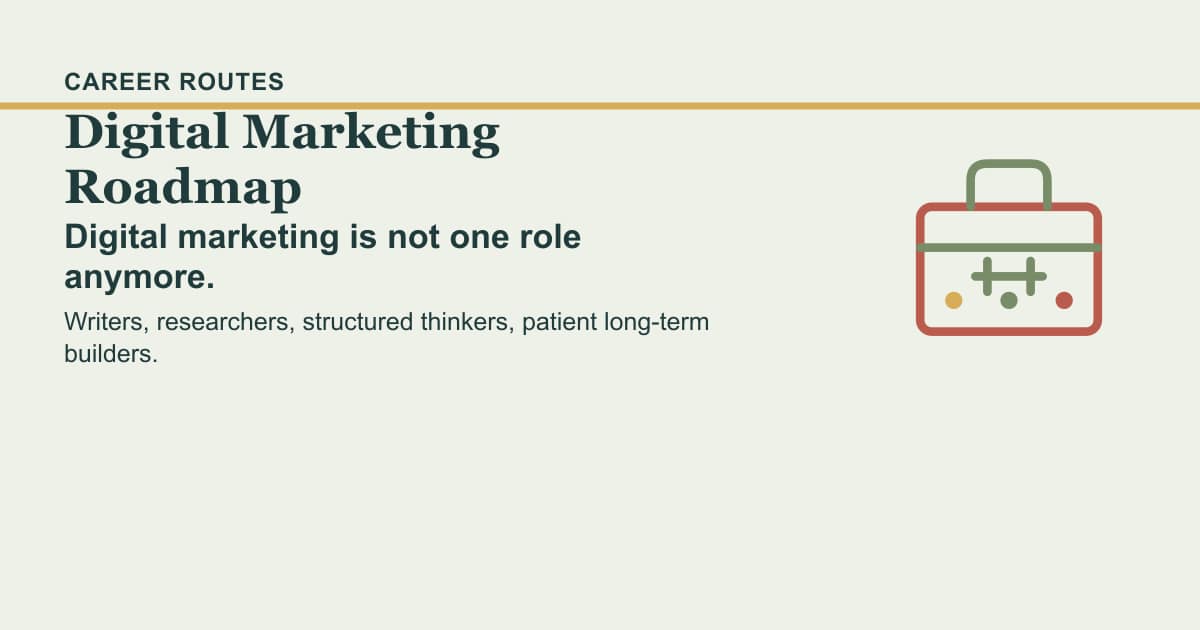 CAREER ROUTES
Digital Marketing
Roadmap
Digital marketing is not one role
anymore.
Writers, researchers, structured thinkers, patient long-term
builders.